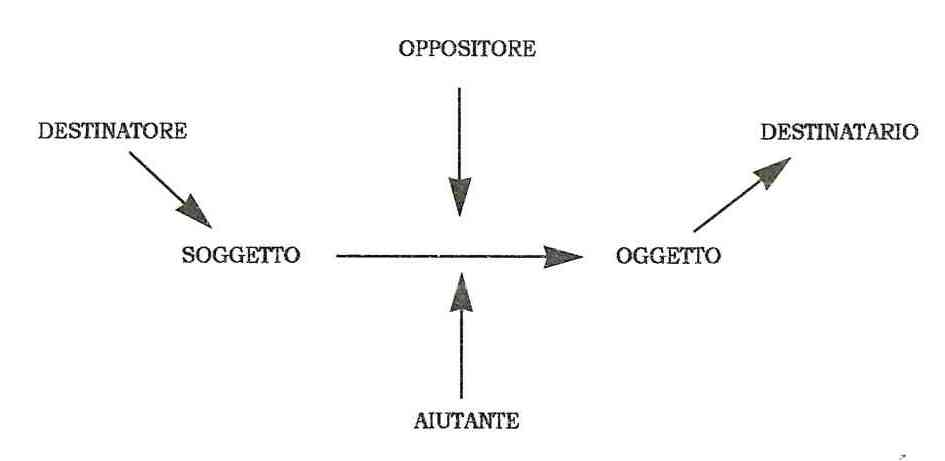 OPPOSITORE
DESTINATORE
DESTINATARIO
SOGGETTO
OGGETTO
AIUTANTE